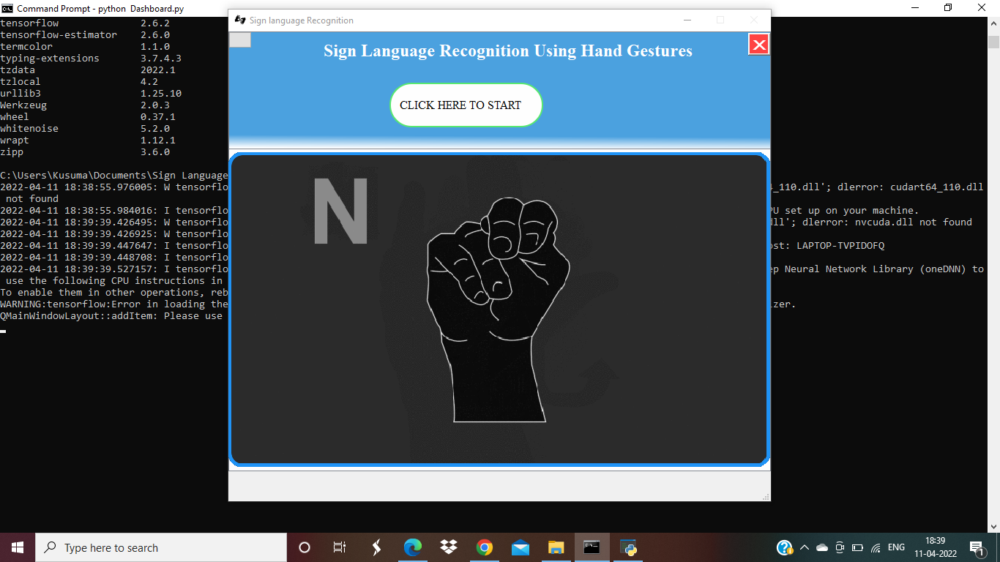 Command Prompt - python  Dashboard.py
tensorflow 2.6.2
tensorflow-estimator 2.6.0
termcolor 1.1.0
typing-extensions 3.7.4.3
tzdata 2022.1
tzlocal 4.2
urllib3 1.25.10
Werkzeug 2.0.3
wheel 0.37.1
whitenoise 5.2.0
wrapt 1.12.1
zipp 3.6.0
C:\Users\Kusuma\Documents\Sign Language
2022-04-11 18:38:55.976005: W tensorflo _110.dll'; dlerror: cudart64_110.dll
not found
2022-04-11 18:38:55.984016: I tensorflo PU set up on your machine.
2022-04-11 18:39:39.426495: W tensorflo dll'; dlerror: nvcuda.dll not found
2022-04-11 18:39:39.426925: W tensorflo
2022-04-11 18:39:39.447647: I tensorflo ost: LAPTOP-TVPIDOFQ
2022-04-11 18:39:39.448708: I tensorflo
2022-04-11 18:39:39.527157: I tensorflo ep Neural Network Library (oneDNN) to
use the following CPU instructions in
To enable them in other operations, reb
WARNING:tensorflow:Error in loading the izer.
QMainWindowLayout::addItem: Please use
Sign language Recognition
Sign Language Recognition Using Hand Gestures
CLICK HERE TO START
N
Type here to search
ENG
18:39
11-04-2022
1